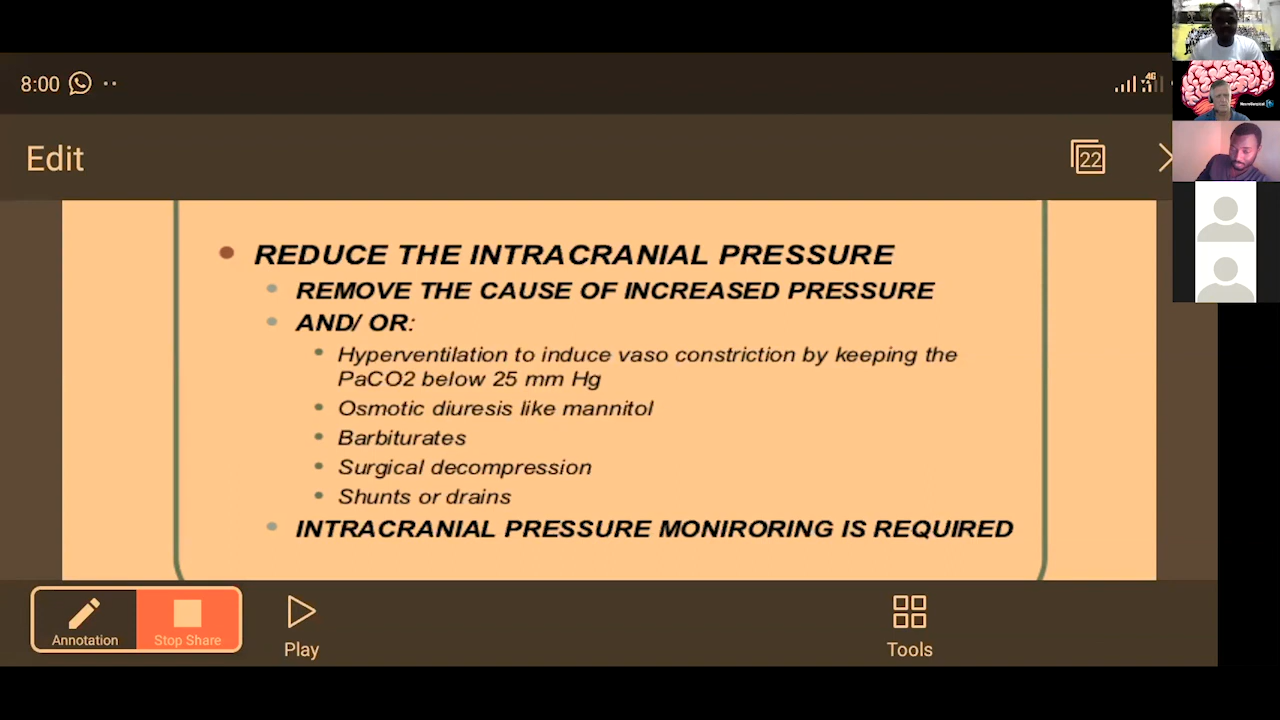 8:00
4G
Edit
22
REDUCE THE INTRACRANIAL PRESSURE
REMOVE THE CAUSE OF INCREASED PRESSURE
AND/ OR:
Hyperventilation to induce vaso constriction by keeping the
PaCO2 below 25 mm Hg
Osmotic diuresis like mannitol
Barbiturates
Surgical decompression
Shunts or drains
INTRACRANIAL PRESSURE MONIRORING IS REQUIRED
Annotation
Stop Share
Play
Tools